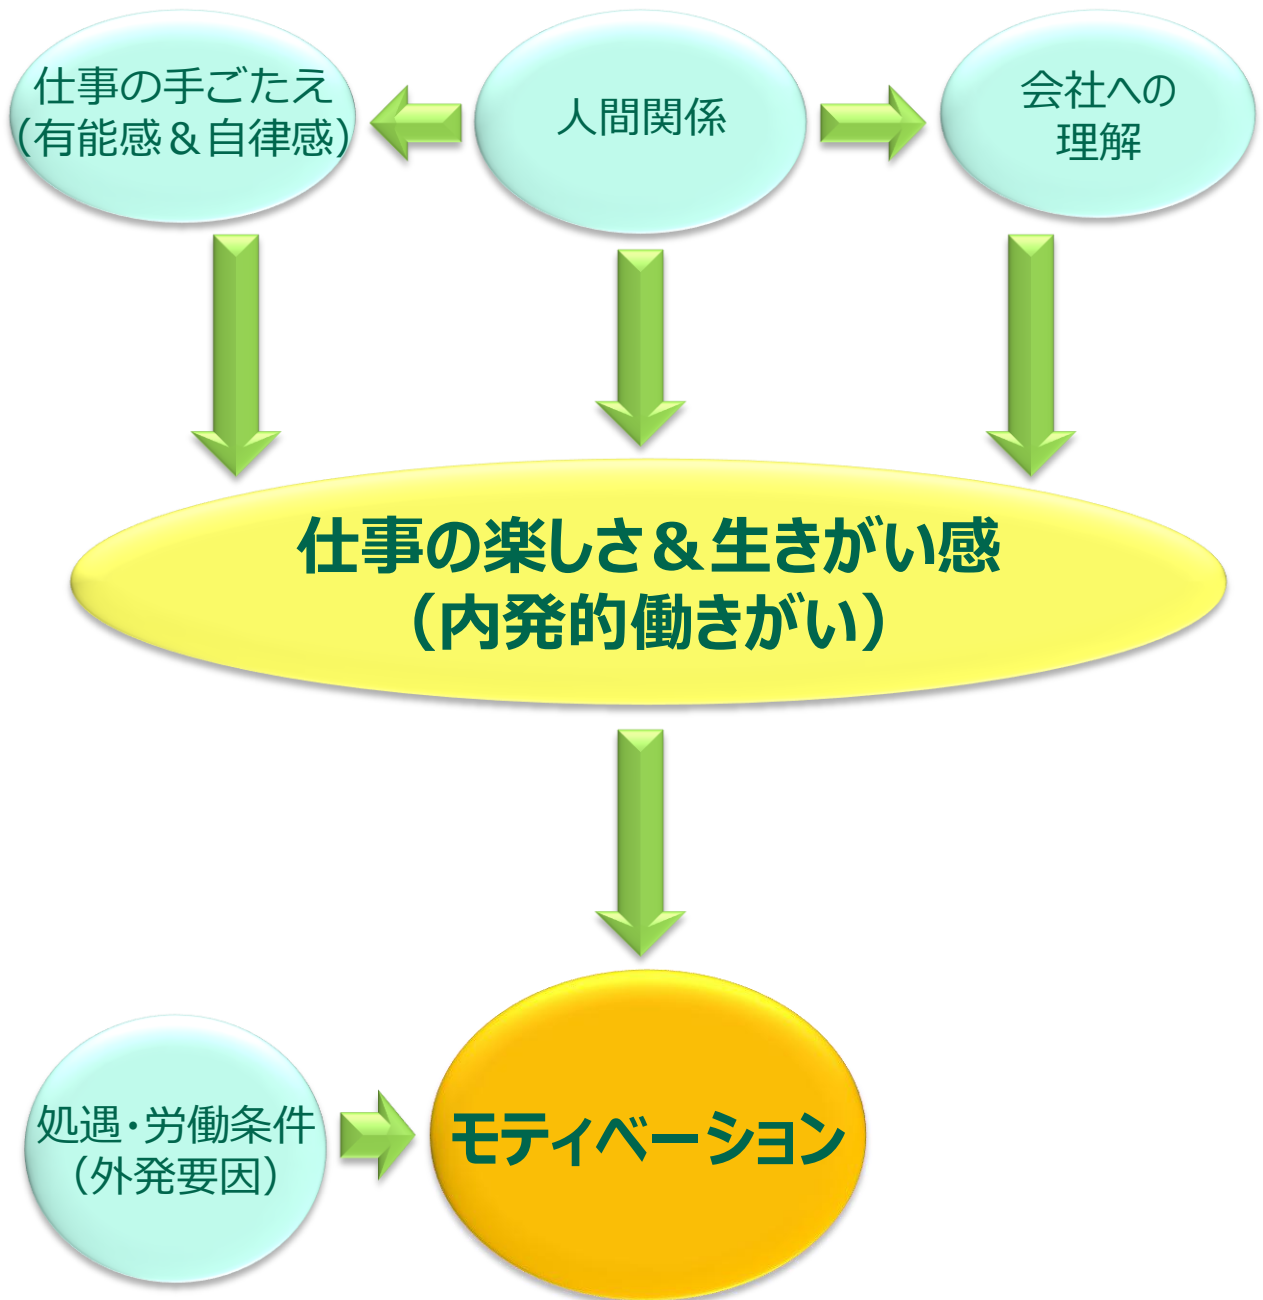 仕事の手ごたえ
（有能感＆自律感）
人間関係
会社への
理解
仕事の楽しさ＆生きがい感
（内発的働きがい）
処遇・労働条件
（外発要因）
モティベーション